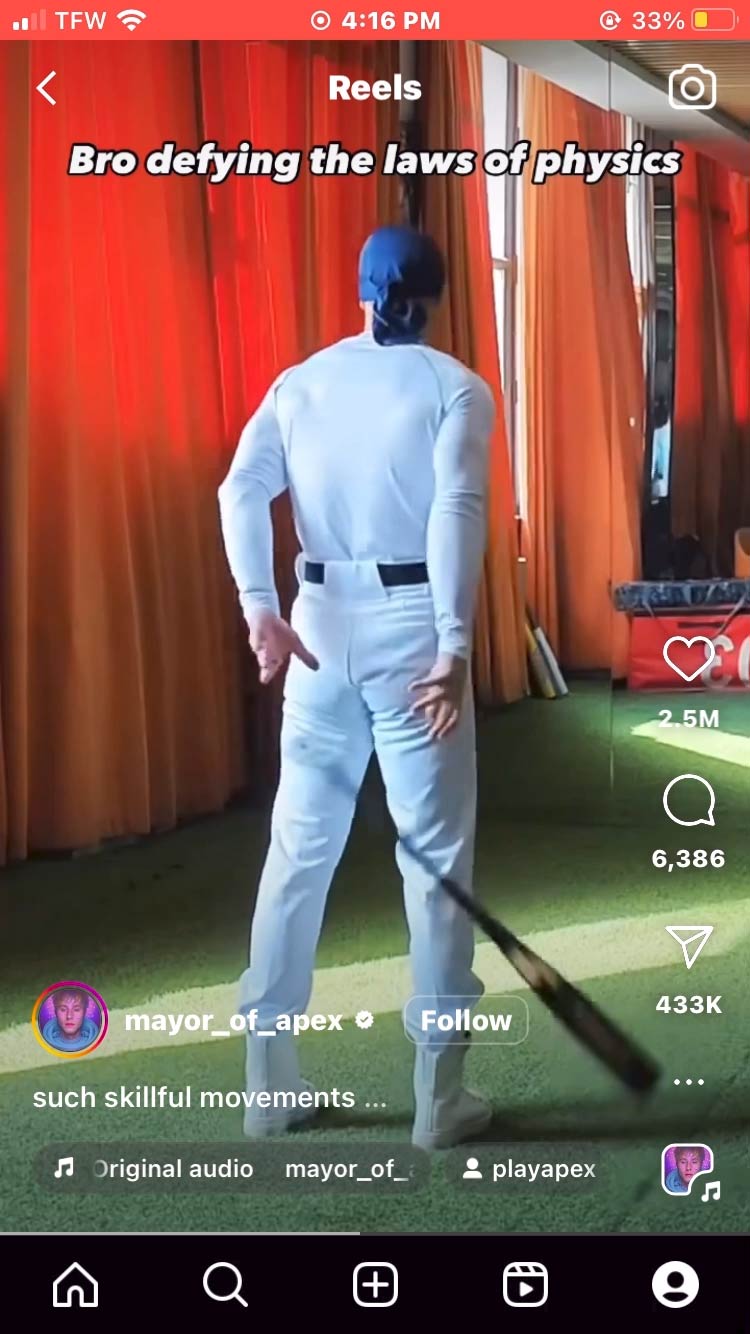 TFW 4:16 PM 33%
Reels
Bro defying the laws of physics
2.5M
6,386
433K
mayor_of_apex Follow
such skillful movements ...
Original audio mayor_of_ playapex